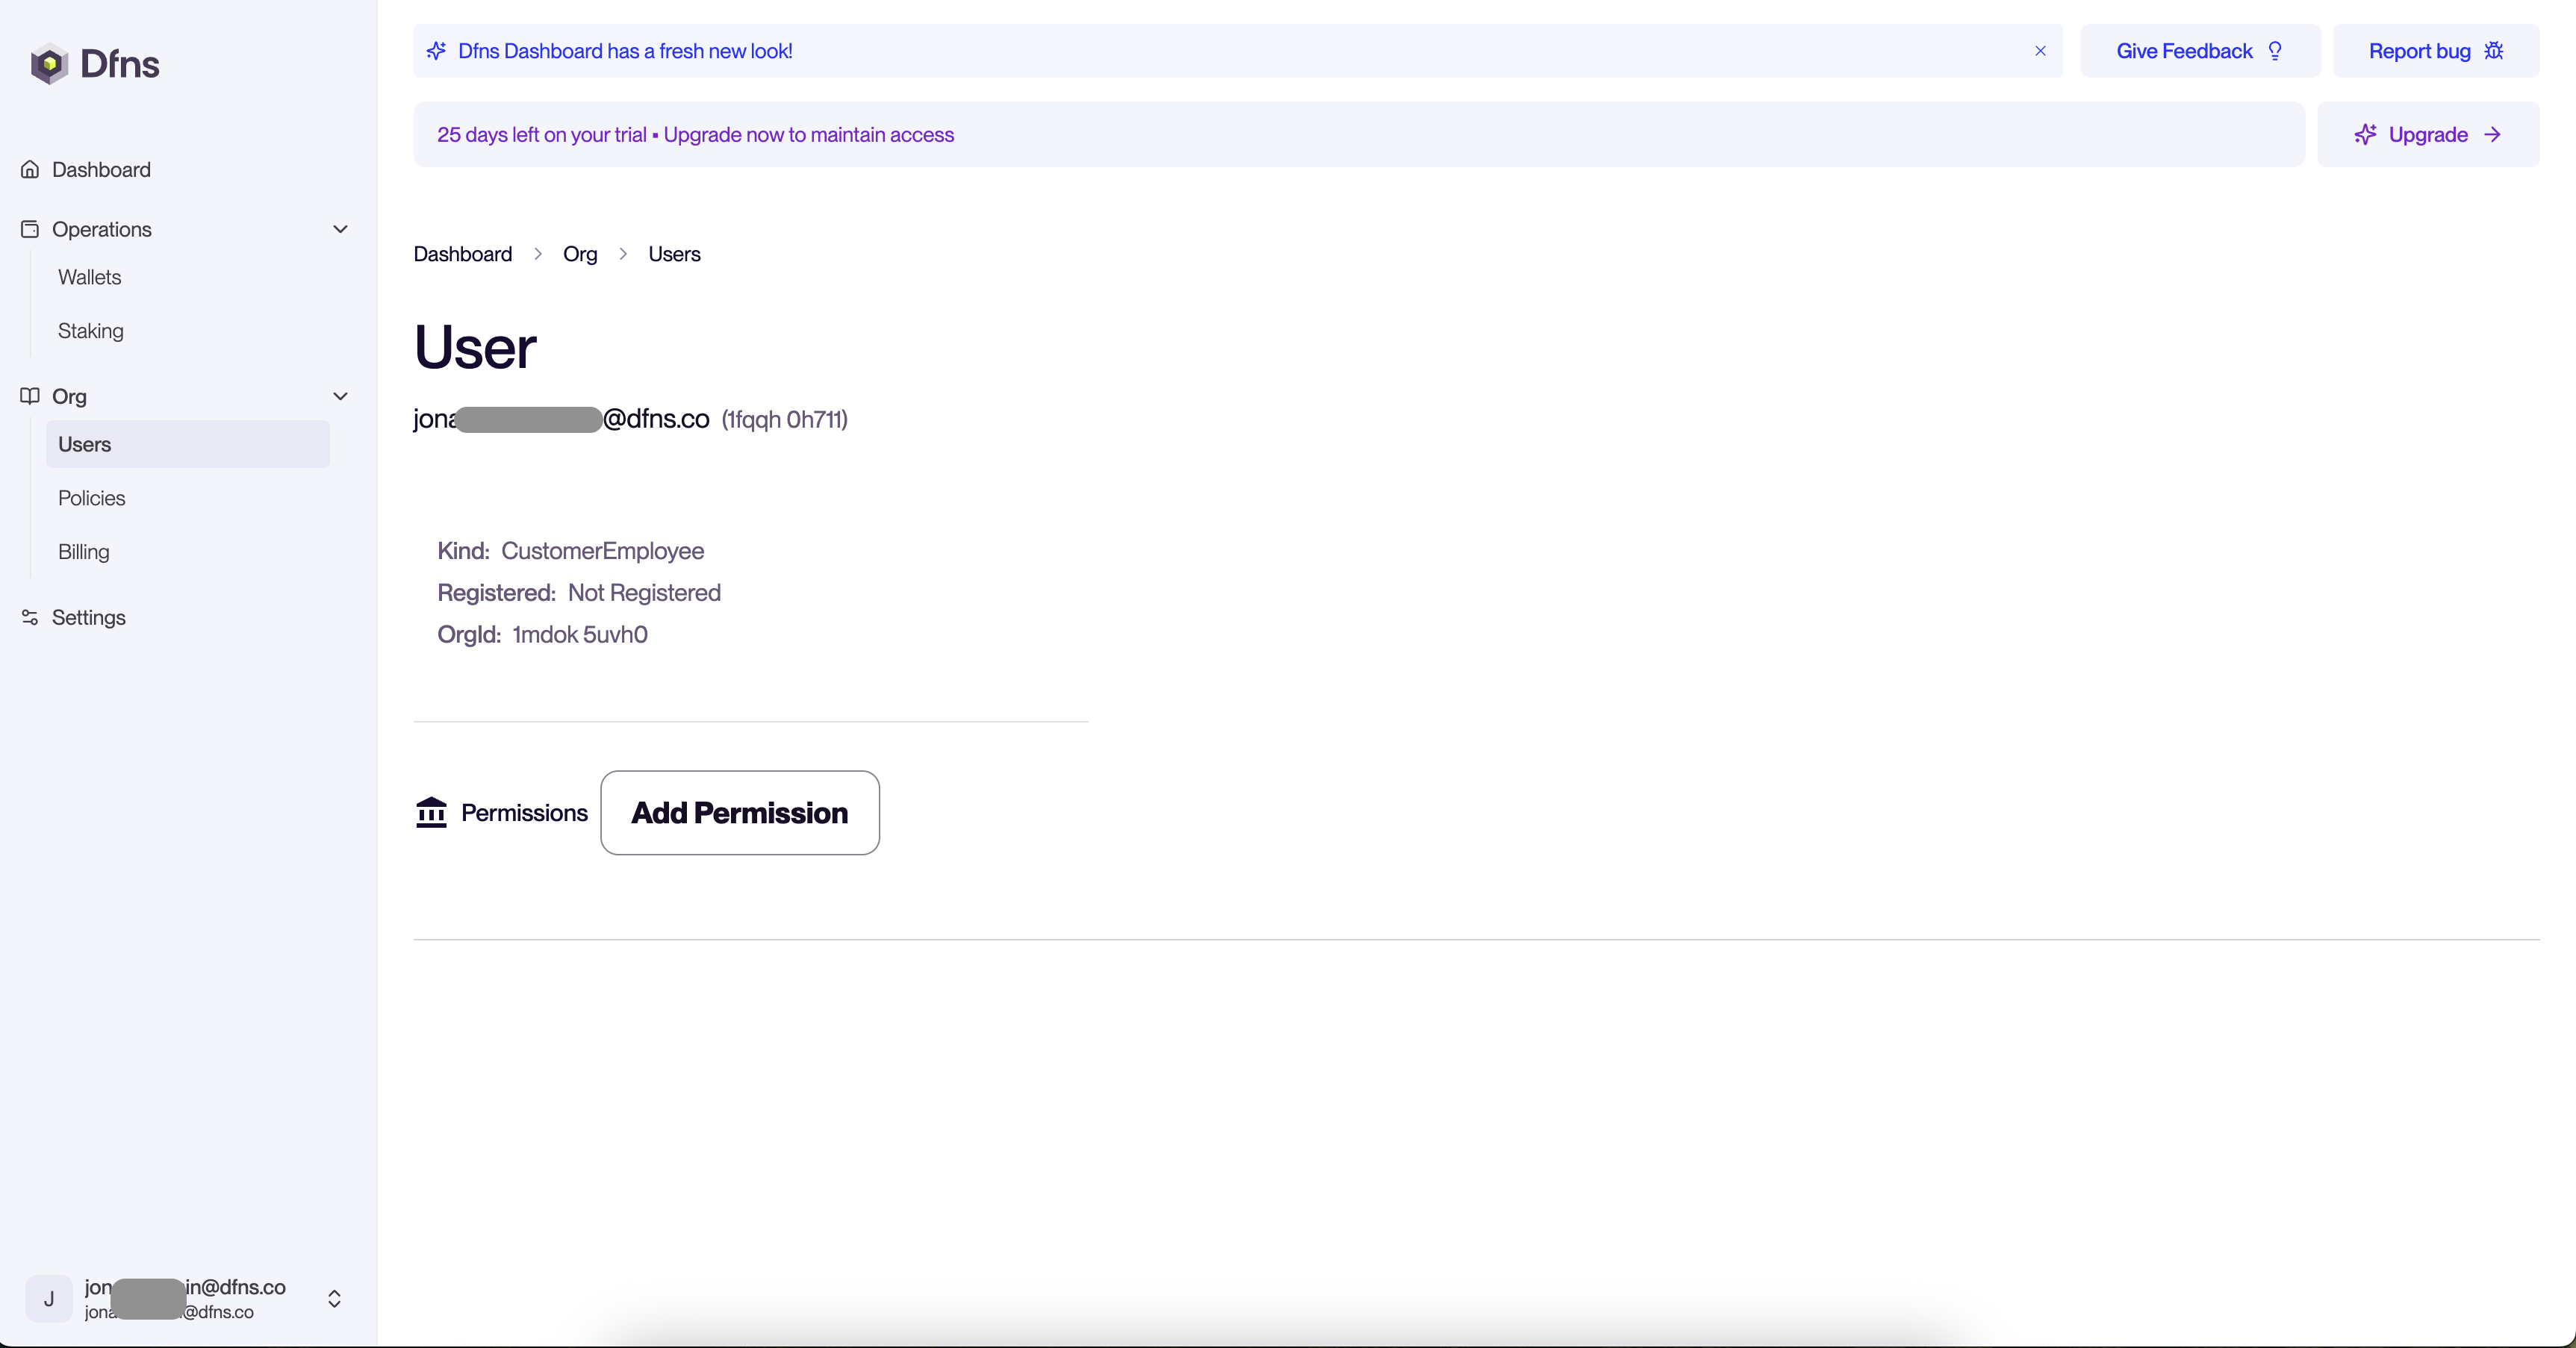 Dfns
Dashboard
Operations
Wallets
Staking
Org
Users
Policies
Billing
Settings
J
jon in@dfns.co
jona @dfns.co
Dfns Dashboard has a fresh new look!
Give Feedback
Report bug
25 days left on your trial ▪ Upgrade now to maintain access
Upgrade
Dashboard > Org > Users
User
jona @dfns.co (1fqqh 0h711)
Kind: CustomerEmployee
Registered: Not Registered
OrgId: 1mdok 5uvh0
Permissions
Add Permission